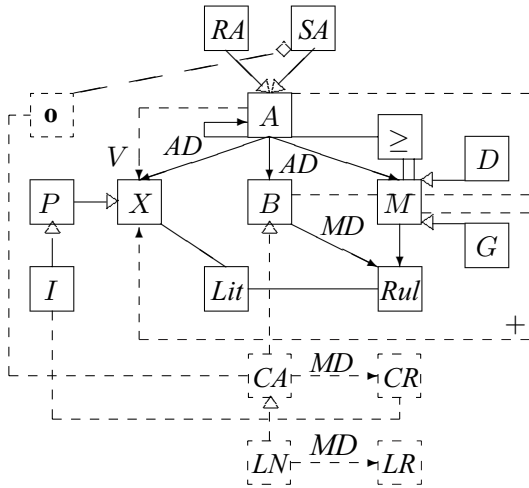 RA SA
o
A
≥
V AD AD
D
P X B M
MD
G
I Lit Rul
+
CA MD CR
LN MD LR